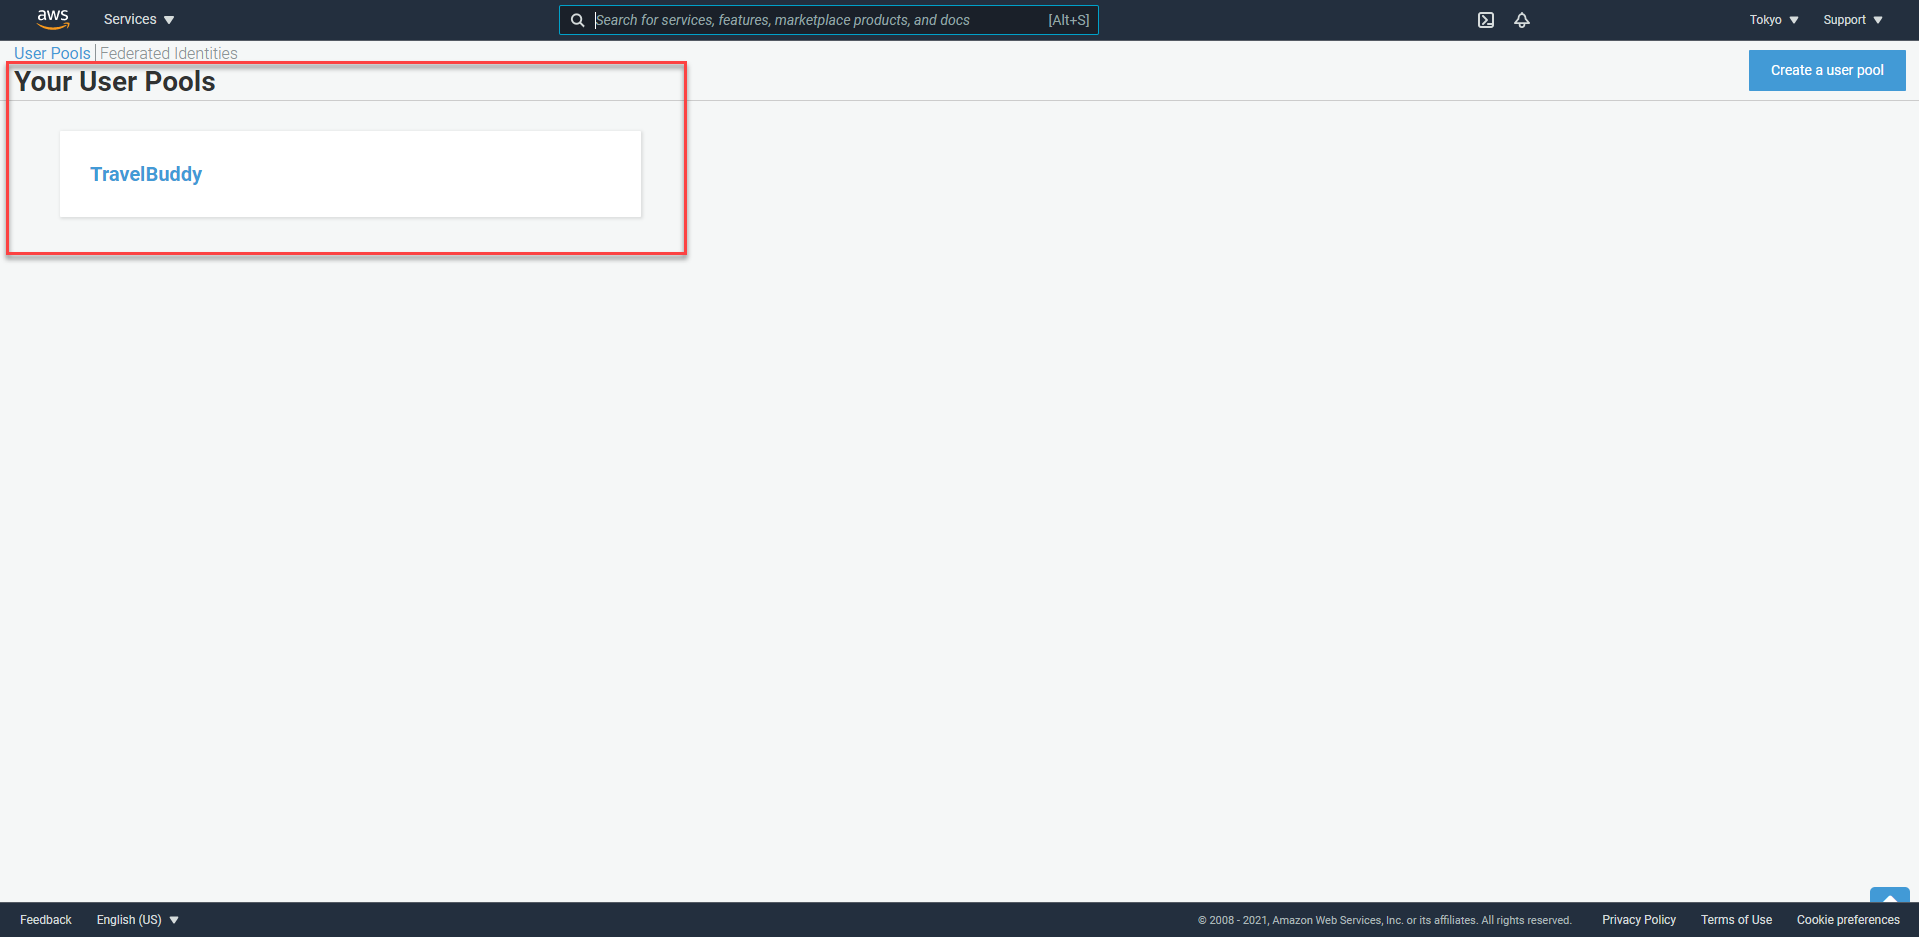 aws Services Search for services, features, marketplace products, and docs [Alt+S] Tokyo Support
User Pools Federated Identities
Your User Pools
Create a user pool
TravelBuddy
Feedback English (US) © 2008 - 2021, Amazon Web Services, Inc. or its affiliates. All rights reserved. Privacy Policy Terms of Use Cookie preferences